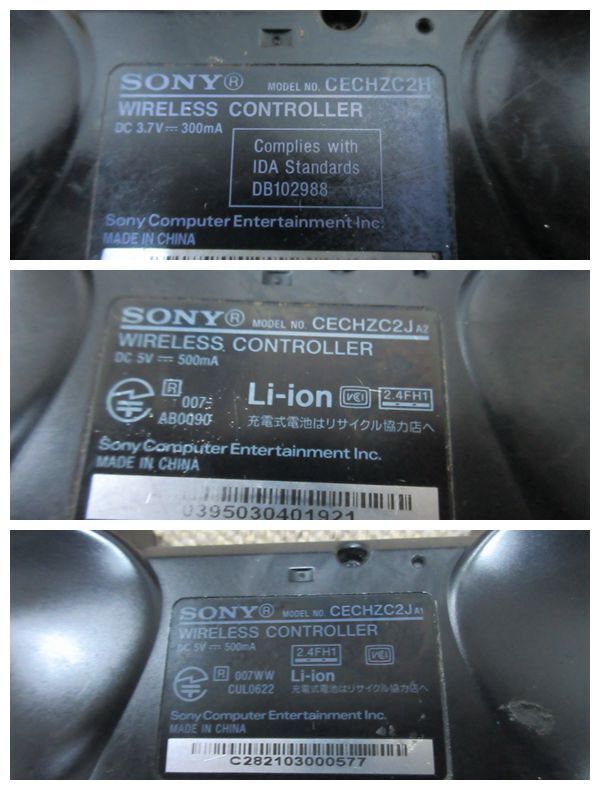 SONY® MODEL NO. CECHZC2H
WIRELESS CONTROLLER
DC 3.7V⎓ 300mA
Complies with
IDA Standards
DB102988
Sony Computer Entertainment Inc.
MADE IN CHINA
SONY® MODEL NO. CECHZC2J A2
WIRELESS CONTROLLER
DC 5V ⎓ 500mA
R 007-
AB0090
Li-ion VCEI 2.4FH1
充電式電池はリサイクル協力店へ
Sony Computer Entertainment Inc.
MADE IN CHINA
0395030401921
SONY® MODEL NO. CECHZC2J A1
WIRELESS CONTROLLER
DC 5V ⎓ 500mA
2.4FH1 VCEI
R 007WW Li-ion
CUL0622 充電式電池はリサイクル協力店へ
Sony Computer Entertainment Inc.
MADE IN CHINA
C282103000577